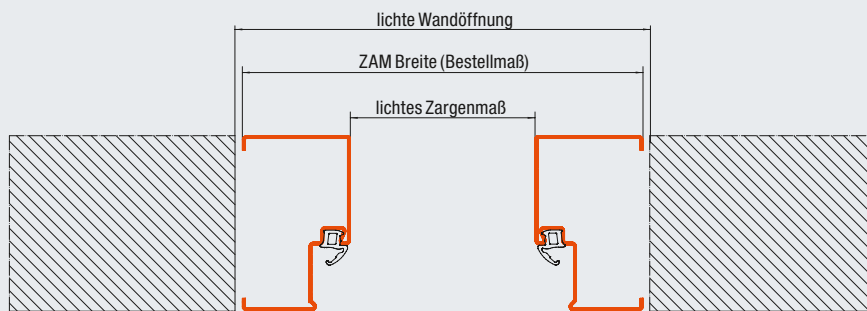 lichte Wandöffnung
ZAM Breite (Bestellmaß)
lichtes Zargenmaß